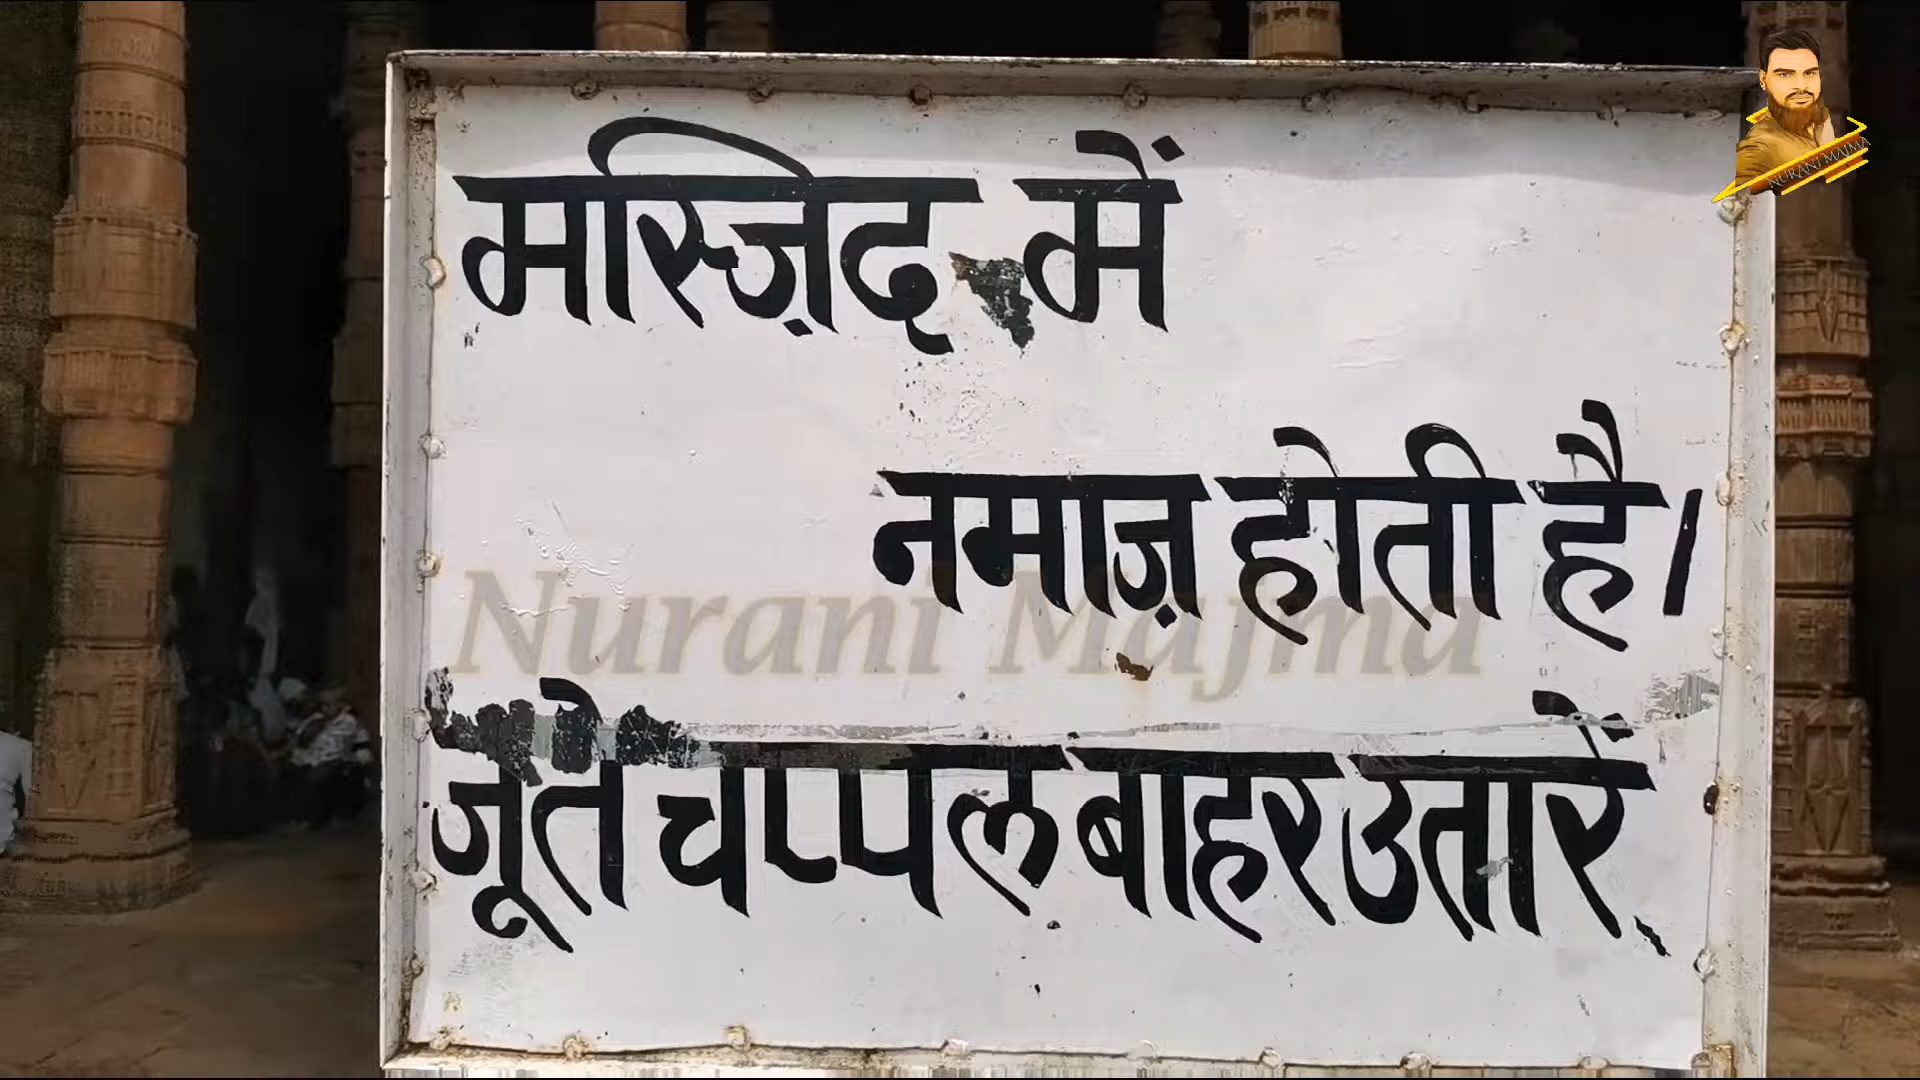 NURANI MAJMA
मस्ज़िद में
नमाज़ होती है।
Nurani Majma
जूते चप्पल बाहर उतारें